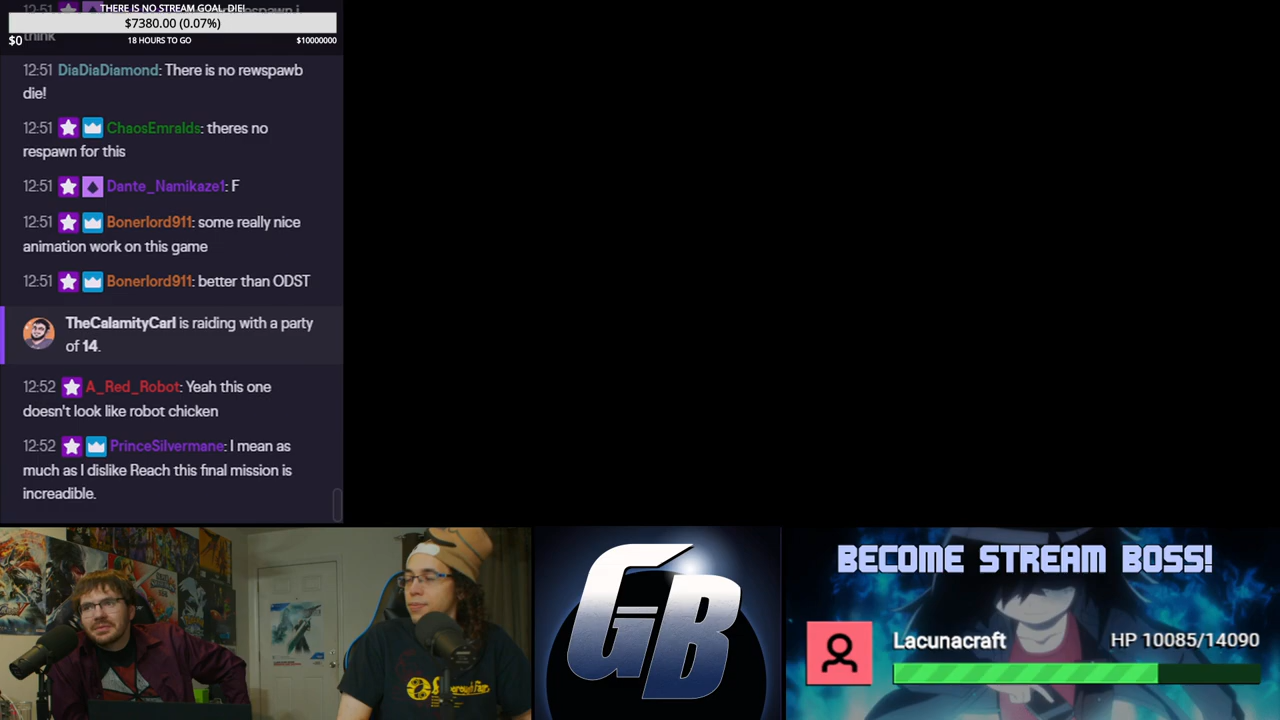 THERE IS NO STREAM GOAL, DIE!
$7380.00 (0.07%)
$0
18 HOURS TO GO
$10000000
12:51
think
12:51 DiaDiaDiamond: There is no rewspawb
die!
12:51 ChaosEmralds: theres no
respawn for this
12:51 Dante_Namikaze1: F
12:51 Bonerlord911: some really nice
animation work on this game
12:51 Bonerlord911: better than ODST
TheCalamityCarl is raiding with a party
of 14.
12:52 A_Red_Robot: Yeah this one
doesn't look like robot chicken
12:52 PrinceSilvermane: I mean as
much as I dislike Reach this final mission is
increadible.
GB
BECOME STREAM BOSS!
Lacunacraft
HP 10085/14090